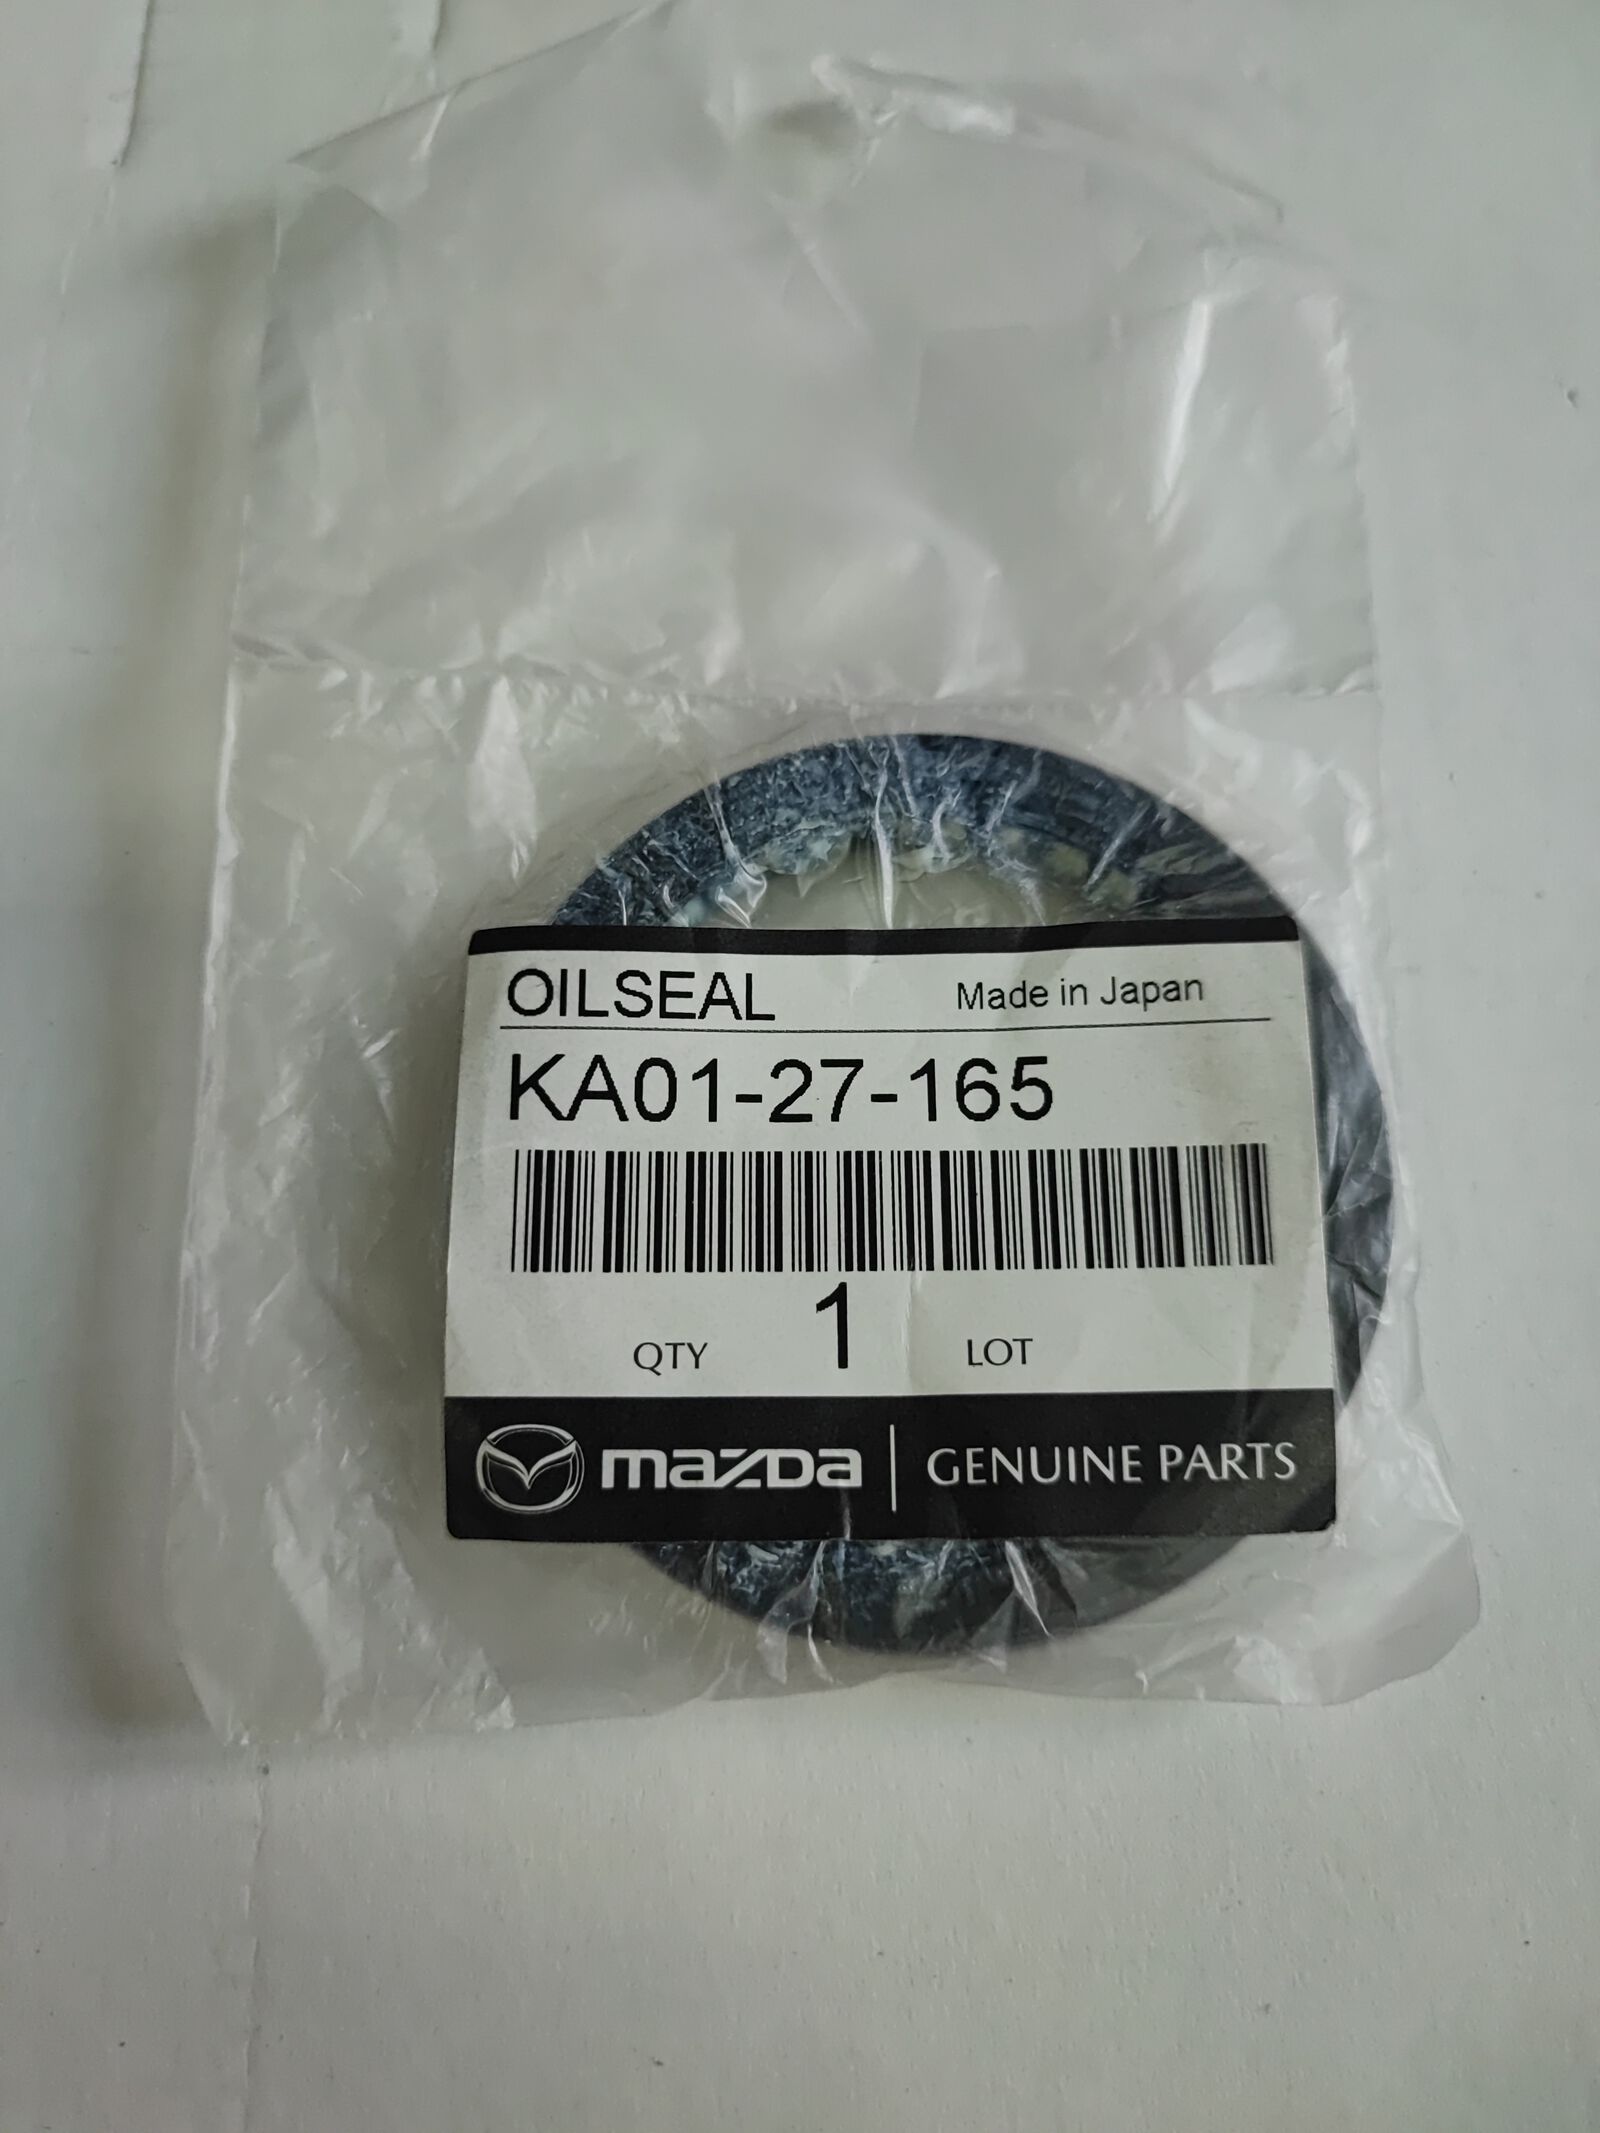 OILSEAL Made in Japan
KA01-27-165
QTY 1 LOT
mazda GENUINE PARTS